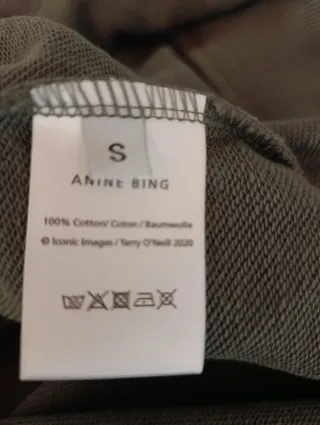 S
ANINE BING
100% Cotton/ Coton / Baumwolle
© Iconic Images / Terry O'Neill 2020